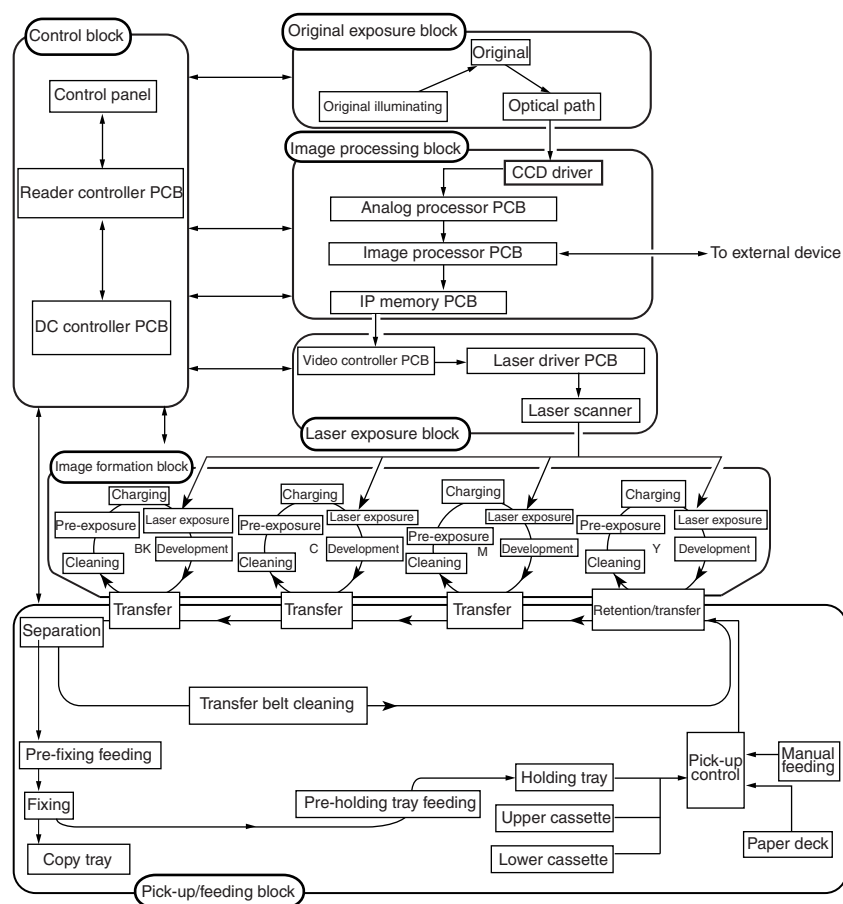 Control block
Control panel
Reader controller PCB
DC controller PCB
Original exposure block
Original
Original illuminating
Optical path
Image processing block
CCD driver
Analog processor PCB
Image processor PCB
To external device
IP memory PCB
Video controller PCB
Laser driver PCB
Laser scanner
Laser exposure block
Image formation block
Charging
Laser exposure
Pre-exposure
BK
Development
Cleaning
Charging
Laser exposure
Pre-exposure
C
Development
Cleaning
Charging
Laser exposure
Pre-exposure
M
Development
Cleaning
Charging
Laser exposure
Pre-exposure
Y
Development
Cleaning
Transfer
Transfer
Transfer
Retention/transfer
Separation
Transfer belt cleaning
Pre-fixing feeding
Fixing
Copy tray
Pre-holding tray feeding
Holding tray
Upper cassette
Lower cassette
Pick-up
control
Manual
feeding
Paper deck
Pick-up/feeding block